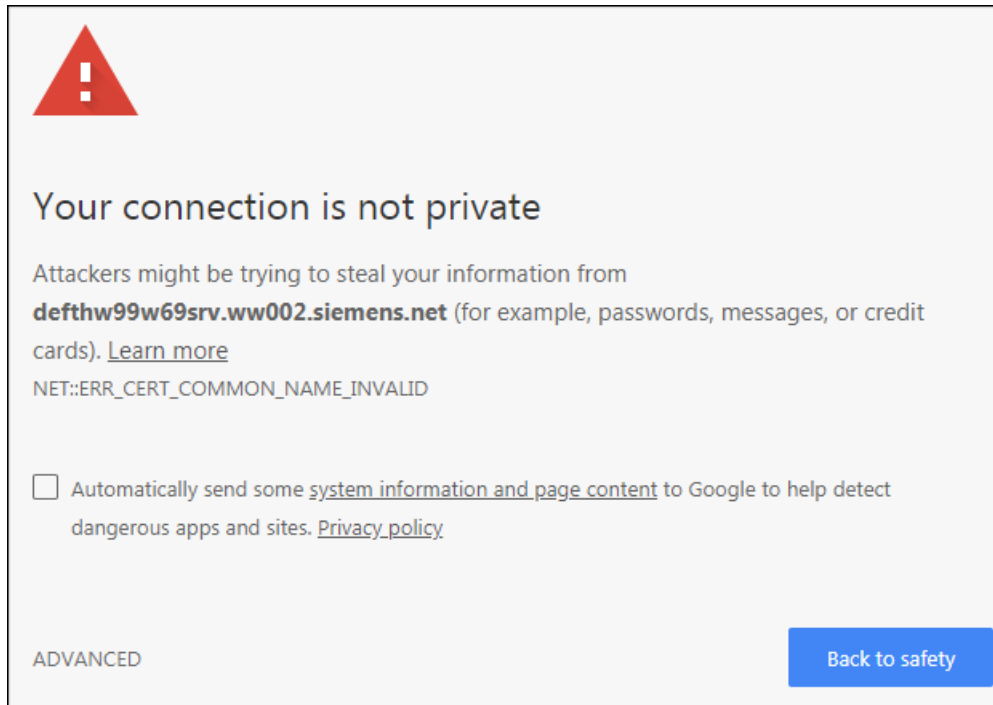 Your connection is not private
Attackers might be trying to steal your information from
defthw99w69srv.ww002.siemens.net (for example, passwords, messages, or credit
cards). Learn more
NET::ERR_CERT_COMMON_NAME_INVALID
Automatically send some system information and page content to Google to help detect
dangerous apps and sites. Privacy policy
ADVANCED
Back to safety